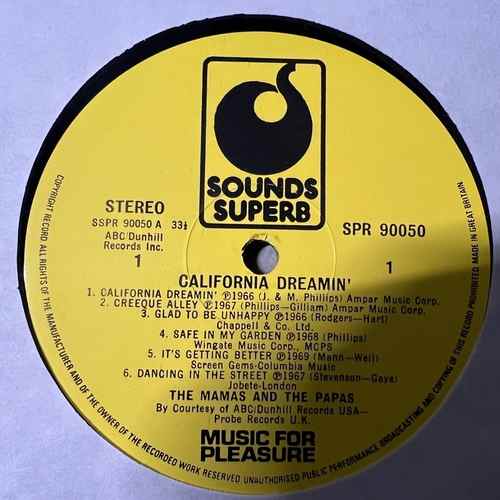 SOUNDS
SUPERB
STEREO
SSPR 90050 A 33⅓
ABC/Dunhill
Records Inc.
1
SPR 90050
1
CALIFORNIA DREAMIN'
1. CALIFORNIA DREAMIN' ℗1966 (J. & M. Phillips) Ampar Music Corp.
2. CREEQUE ALLEY ℗1967 (Phillips—Gilliam) Ampar Music Corp.
3. GLAD TO BE UNHAPPY ℗1966 (Rodgers—Hart)
Chappell & Co. Ltd.
4. SAFE IN MY GARDEN ℗1968 (Phillips)
Wingate Music Corp., MCPS
5. IT'S GETTING BETTER ℗1969 (Mann—Weil)
Screen Gems-Columbia Music
6. DANCING IN THE STREET ℗1967 (Stevenson—Gaye)
Jobete-London
THE MAMAS AND THE PAPAS
By Courtesy of ABC/Dunhill Records USA—
Probe Records U.K.
MUSIC FOR
PLEASURE
COPYRIGHT RECORD ALL RIGHTS OF THE MANUFACTURER AND OF THE OWNER OF THE RECORDED WORK RESERVED UNAUTHORISED PUBLIC PERFORMANCE BROADCASTING AND COPYING OF THIS RECORD PROHIBITED. MADE IN GREAT BRITAIN.